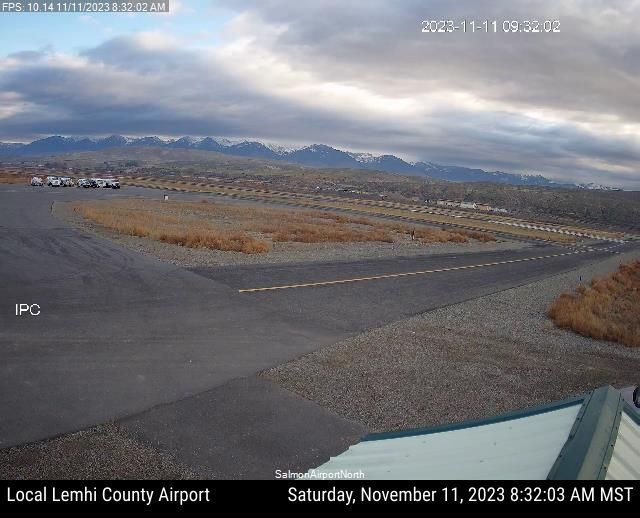 FPS: 10.14 11/11/2023 8:32:02 AM
2023-11-11 09:32:02
IPC
SalmonAirportNorth
Local Lemhi County Airport Saturday, November 11, 2023 8:32:03 AM MST